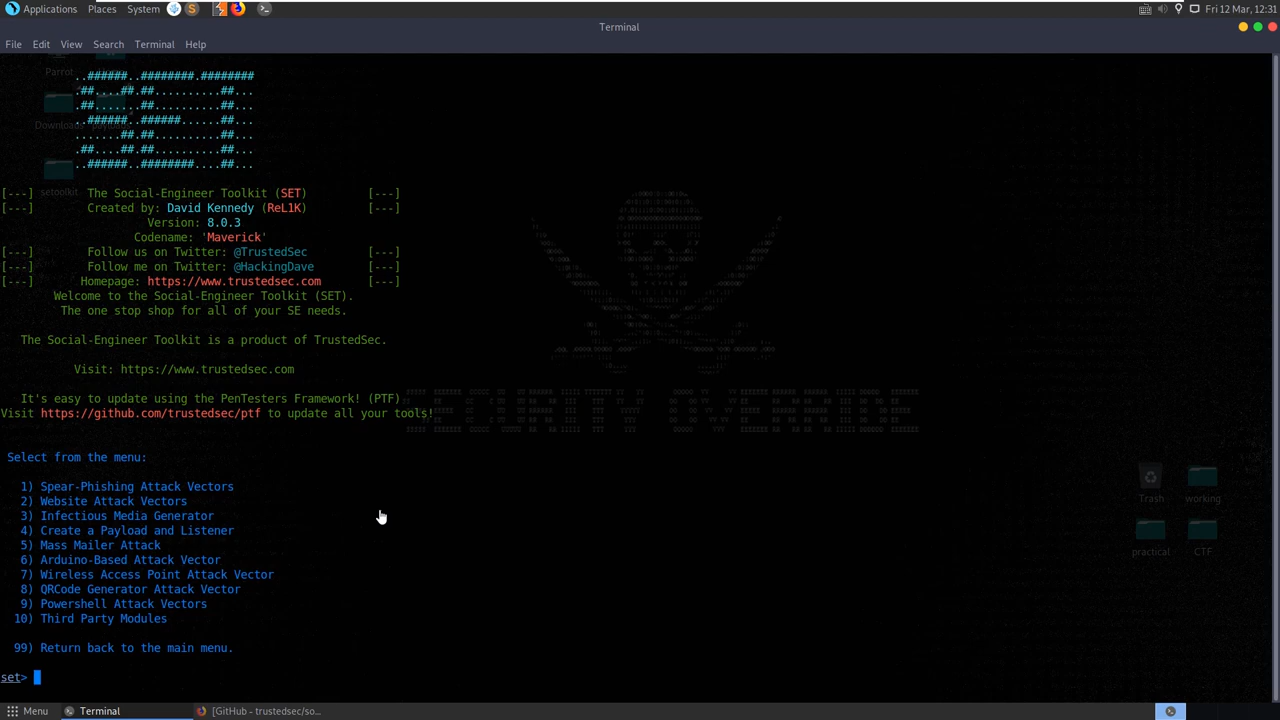 Applications Places System Fri 12 Mar, 12:31
Terminal
File Edit View Search Terminal Help
Parrot
..######..########.########
.##....##.##..........##...
.##.......##..........##...
..######..######......##...
.......##.##..........##...
.##....##.##..........##...
..######..########....##...
Downloads payloads
setoolkit
[---] The Social-Engineer Toolkit (SET) [---]
[---] Created by: David Kennedy (ReL1K) [---]
Version: 8.0.3
Codename: 'Maverick'
[---] Follow us on Twitter: @TrustedSec [---]
[---] Follow me on Twitter: @HackingDave [---]
[---] Homepage: https://www.trustedsec.com [---]
Welcome to the Social-Engineer Toolkit (SET).
The one stop shop for all of your SE needs.
The Social-Engineer Toolkit is a product of TrustedSec.
Visit: https://www.trustedsec.com
It's easy to update using the PenTesters Framework! (PTF)
Visit https://github.com/trustedsec/ptf to update all your tools!
Select from the menu:
1) Spear-Phishing Attack Vectors
2) Website Attack Vectors
3) Infectious Media Generator
4) Create a Payload and Listener
5) Mass Mailer Attack
6) Arduino-Based Attack Vector
7) Wireless Access Point Attack Vector
8) QRCode Generator Attack Vector
9) Powershell Attack Vectors
10) Third Party Modules
99) Return back to the main menu.
set>
Trash working
practical CTF
Menu Terminal [GitHub - trustedsec/so...